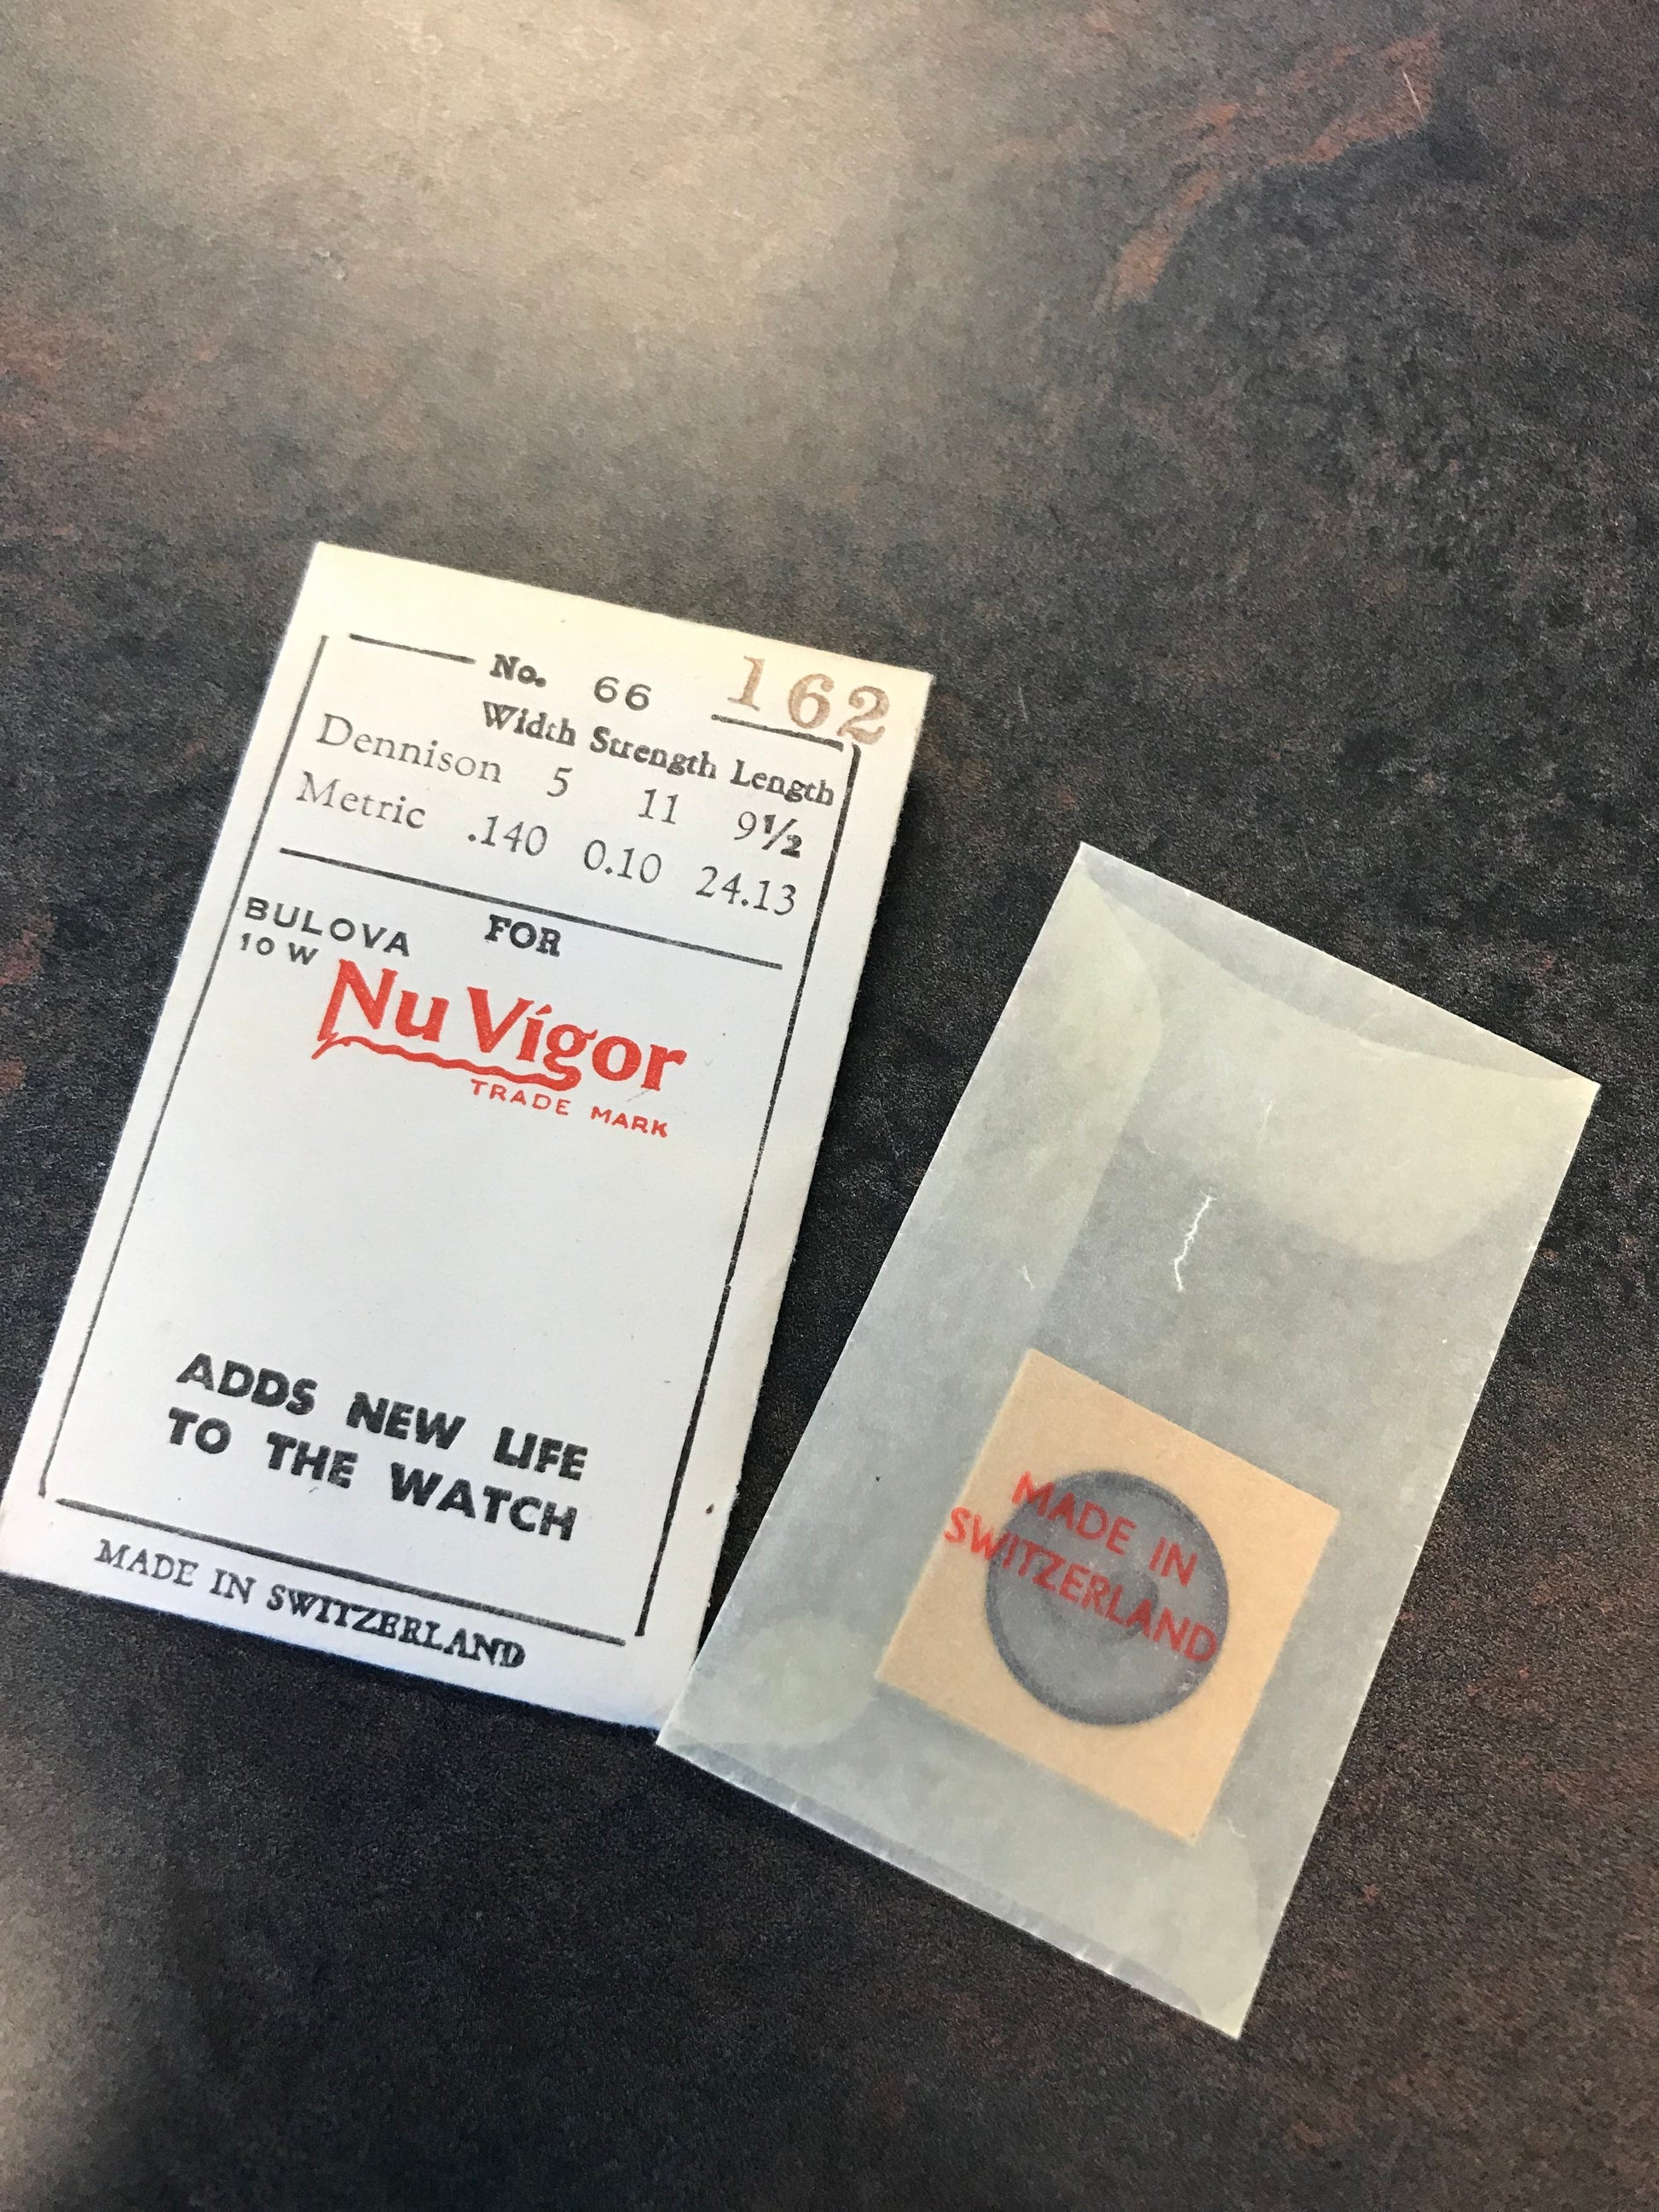 No. 66 162
Width Strength Length
Dennison 5 11 9½
Metric .140 0.10 24.13
FOR
BULOVA
10 W
Nu Vigor
TRADE MARK
ADDS NEW LIFE
TO THE WATCH
MADE IN SWITZERLAND
MADE IN
SWITZERLAND